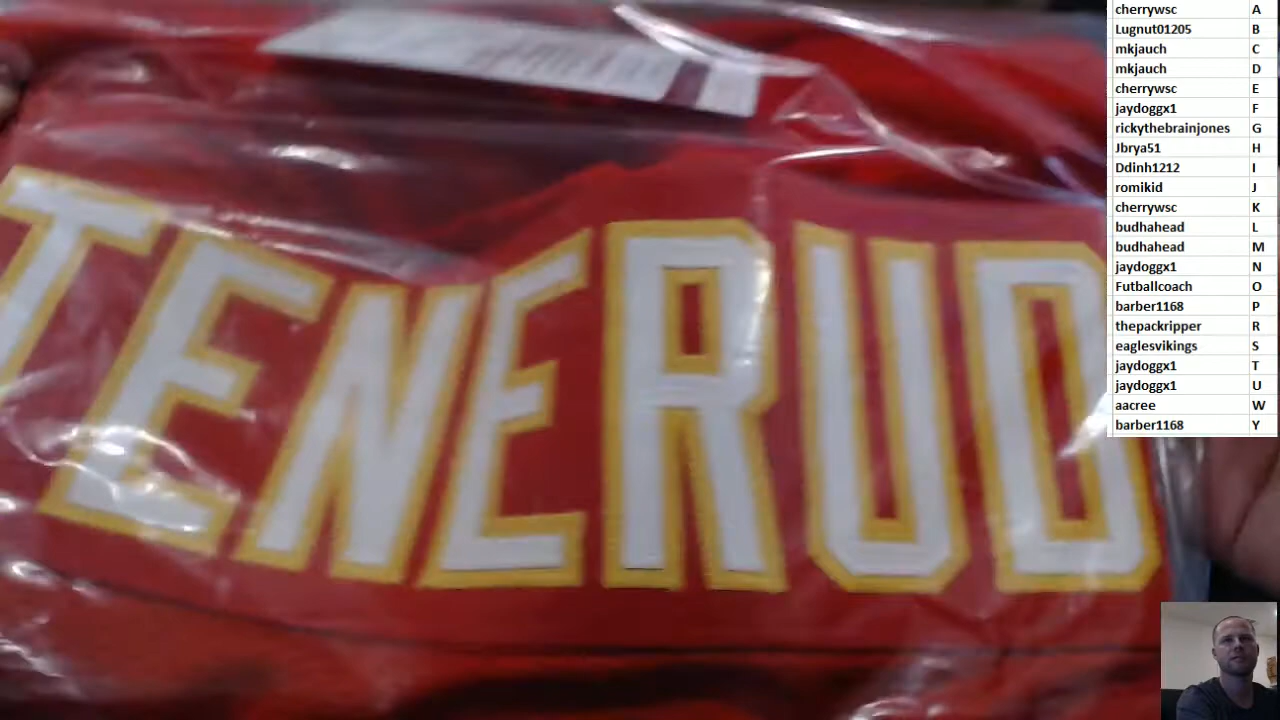 TENERUD
cherrywsc A
Lugnut01205 B
mkjauch C
mkjauch D
cherrywsc E
jaydoggx1 F
rickythebrainjones G
Jbrya51 H
Ddinh1212 I
romikid J
cherrywsc K
budhahead L
budhahead M
jaydoggx1 N
Futballcoach O
barber1168 P
thepackripper R
eaglesvikings S
jaydoggx1 T
jaydoggx1 U
aacree W
barber1168 Y